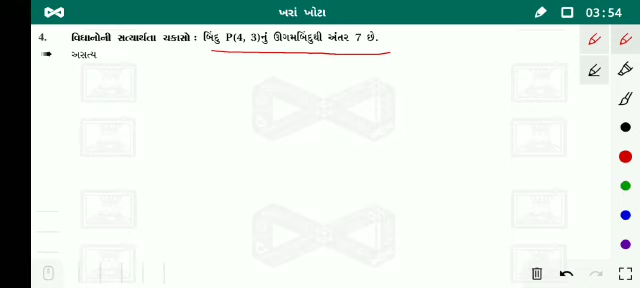 ખરાં ખોટા
03:54
4. વિધાનોની સત્યાર્થતા ચકાસો : બિંદુ P(4, 3)નું ઊગમબિંદુથી અંતર 7 છે.
અસત્ય